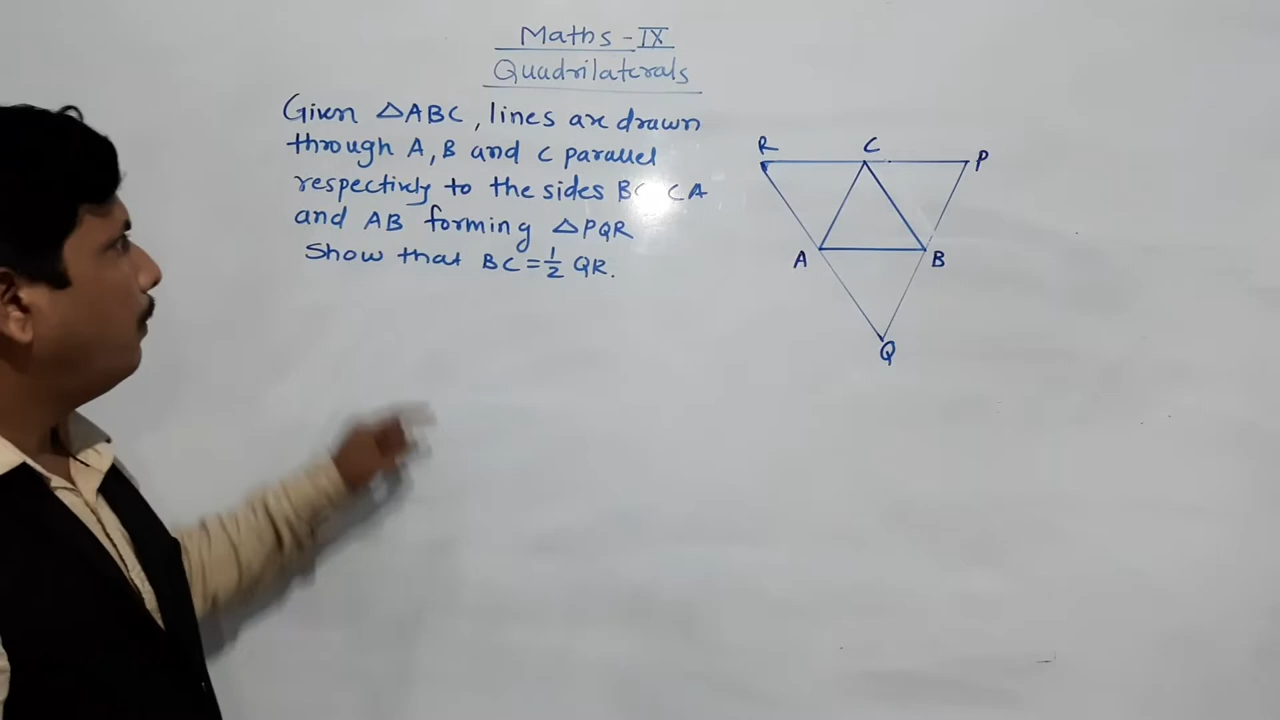 Maths - IX
Quadrilaterals
Given △ABC, lines are drawn
through A, B and C parallel
respectively to the sides BC CA
and AB forming △PQR
Show that BC = 1/2 QR.
R C P
A B
Q